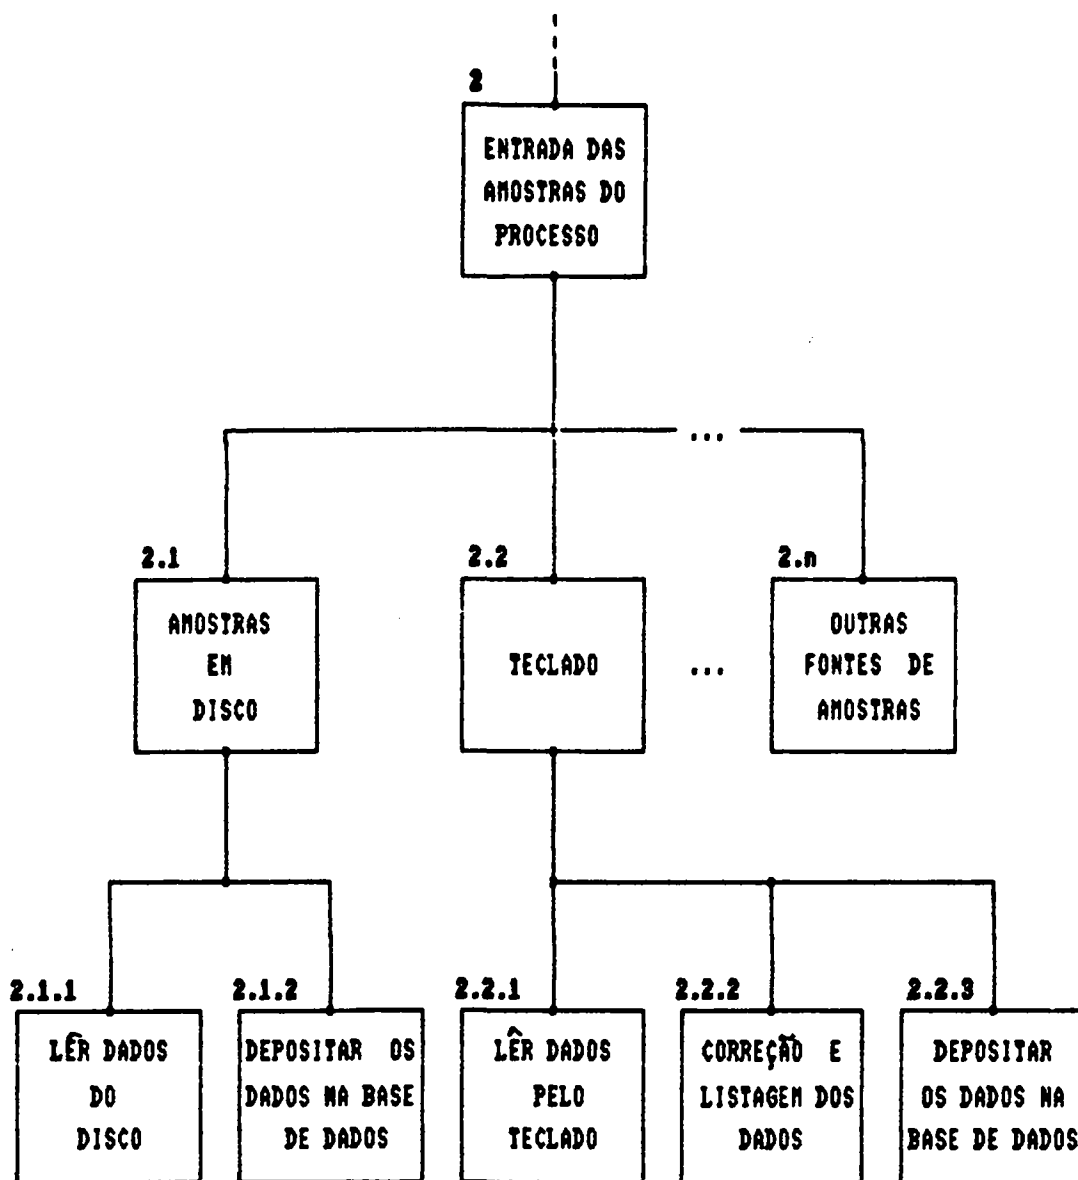 2
ENTRADA DAS
AMOSTRAS DO
PROCESSO
...
2.1
AMOSTRAS
EM
DISCO
2.2
TECLADO
...
2.n
OUTRAS
FONTES DE
AMOSTRAS
2.1.1
LÊR DADOS
DO
DISCO
2.1.2
DEPOSITAR OS
DADOS NA BASE
DE DADOS
2.2.1
LÊR DADOS
PELO
TECLADO
2.2.2
CORREÇÃO E
LISTAGEM DOS
DADOS
2.2.3
DEPOSITAR
OS DADOS NA
BASE DE DADOS